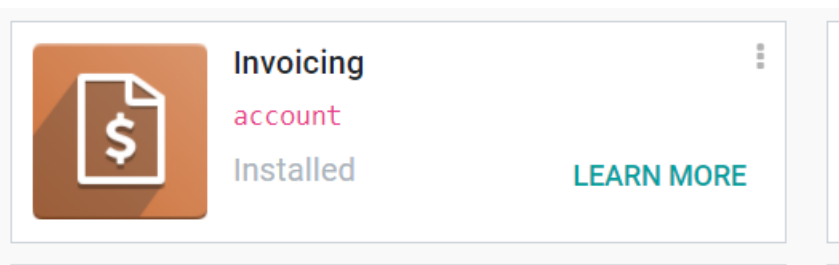 Invoicing
account
Installed
LEARN MORE
$